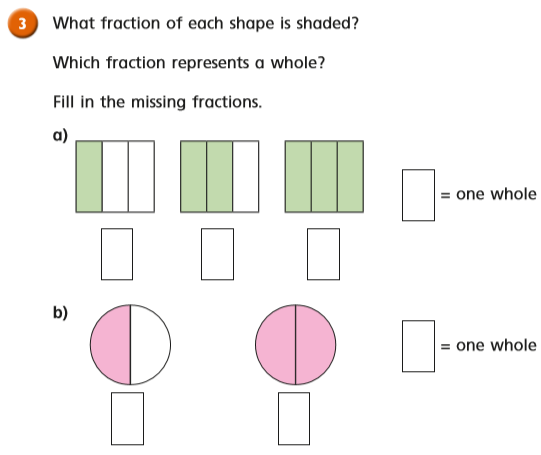 3 What fraction of each shape is shaded?
Which fraction represents a whole?
Fill in the missing fractions.
a)
= one whole
b)
= one whole